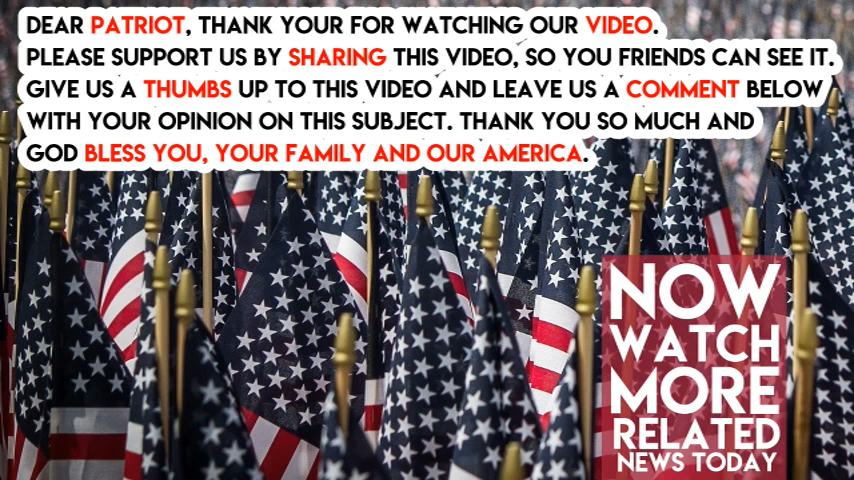 DEAR PATRIOT, THANK YOUR FOR WATCHING OUR VIDEO.
PLEASE SUPPORT US BY SHARING THIS VIDEO, SO YOU FRIENDS CAN SEE IT.
GIVE US A THUMBS UP TO THIS VIDEO AND LEAVE US A COMMENT BELOW
WITH YOUR OPINION ON THIS SUBJECT. THANK YOU SO MUCH AND
GOD BLESS YOU, YOUR FAMILY AND OUR AMERICA.
NOW
WATCH
MORE
RELATED
NEWS TODAY